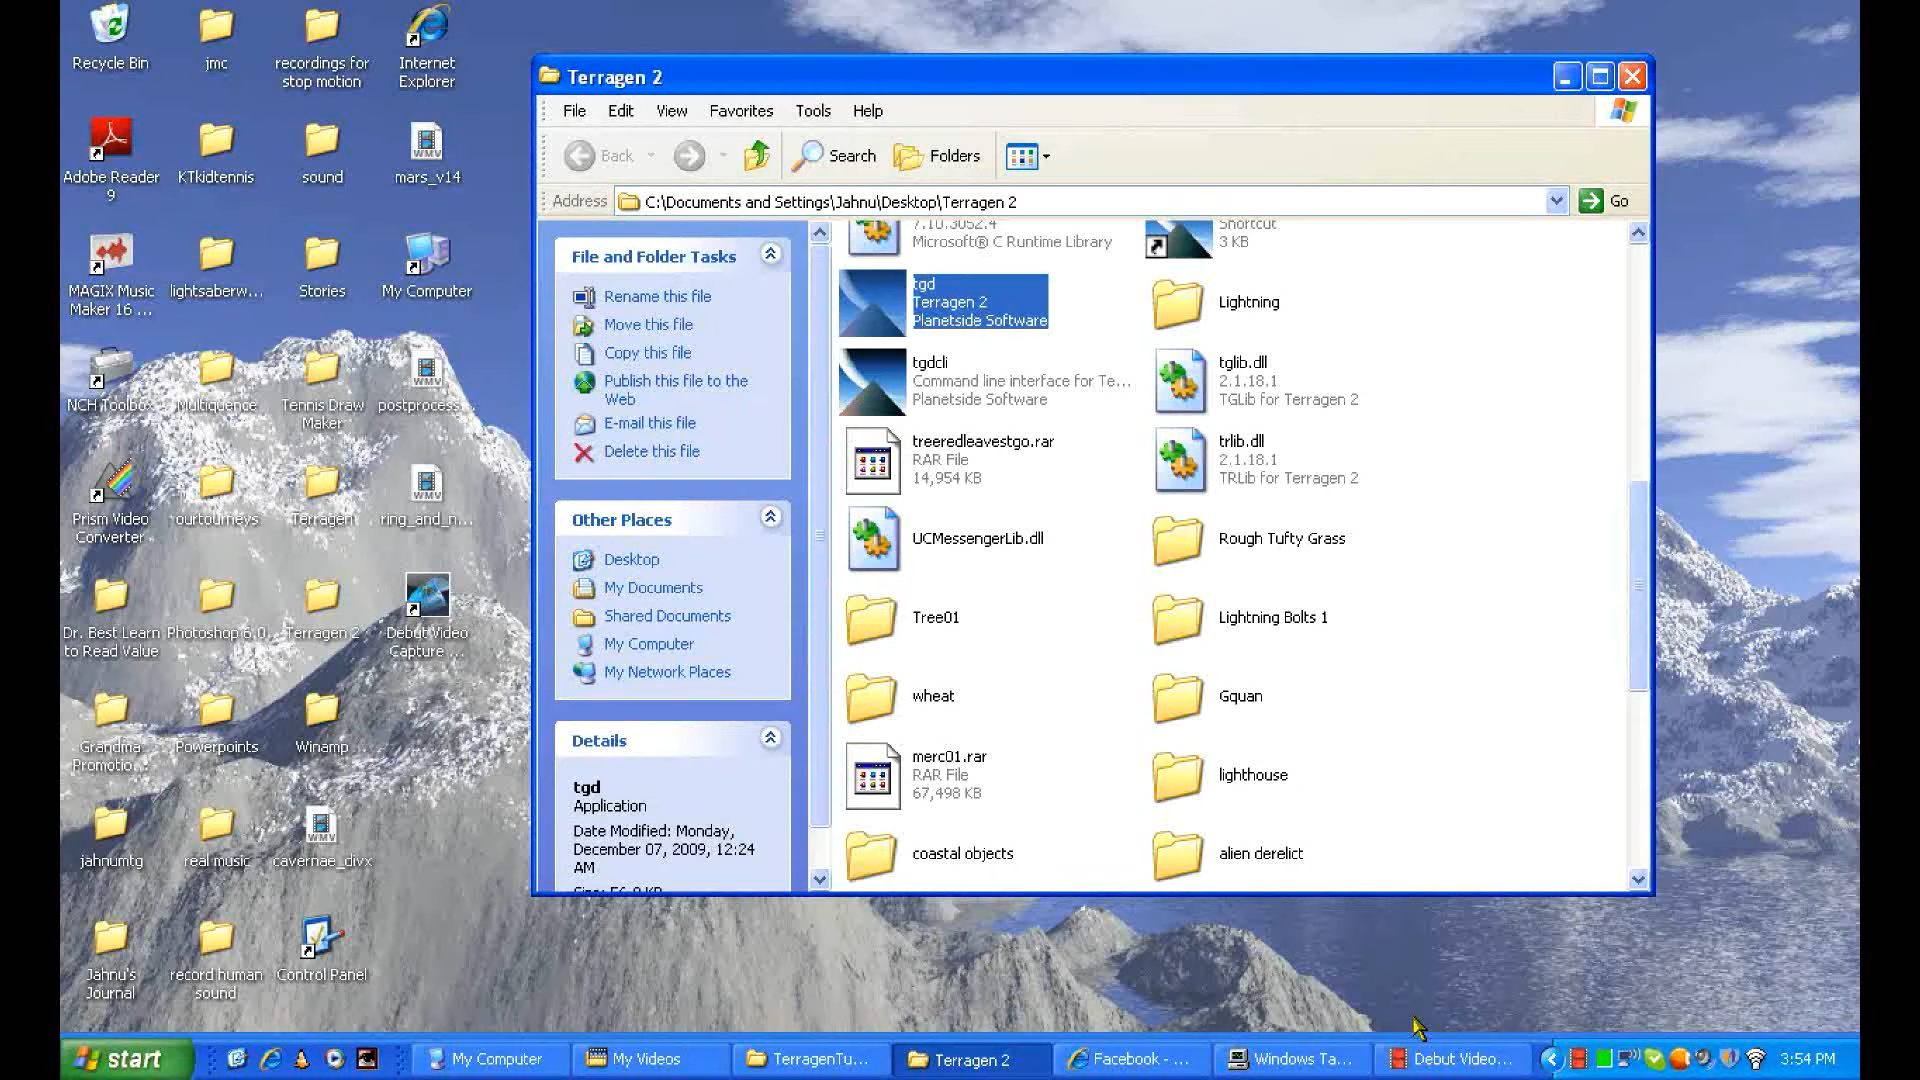 Recycle Bin
jmc
recordings for
stop motion
Internet
Explorer
Adobe Reader
9
KTkidtennis
sound
mars_v14
MAGIX Music
Maker 16 ...
lightsaberw...
Stories
My Computer
NCH Toolbox
Multiquence
Tennis Draw
Maker
postprocess...
Prism Video
Converter
ourtourneys
Terragen
ring_and_n...
Dr. Best Learn
to Read Value
Photoshop 6.0
Terragen 2
Debut Video
Capture ...
Grandma
Promotio...
Powerpoints
Winamp
jahnumtg
real music
cavernae_divx
Jahnu's
Journal
record human
sound
Control Panel
Terragen 2
File Edit View Favorites Tools Help
Back Search Folders
Address C:\Documents and Settings\Jahnu\Desktop\Terragen 2 Go
File and Folder Tasks
Rename this file
Move this file
Copy this file
Publish this file to the
Web
E-mail this file
Delete this file
Other Places
Desktop
My Documents
Shared Documents
My Computer
My Network Places
Details
tgd
Application
Date Modified: Monday,
December 07, 2009, 12:24
AM
7.10.3052.4
Microsoft® C Runtime Library
Shortcut
3 KB
tgd
Terragen 2
Planetside Software
Lightning
tgdcli
Command line interface for Te...
Planetside Software
tglib.dll
2.1.18.1
TGLib for Terragen 2
treeredleavestgo.rar
RAR File
14,954 KB
trlib.dll
2.1.18.1
TRLib for Terragen 2
UCMessengerLib.dll
Rough Tufty Grass
Tree01
Lightning Bolts 1
wheat
Gquan
merc01.rar
RAR File
67,498 KB
lighthouse
coastal objects
alien derelict
start
My Computer
My Videos
TerragenTu...
Terragen 2
Facebook - ...
Windows Ta...
Debut Video...
3:54 PM